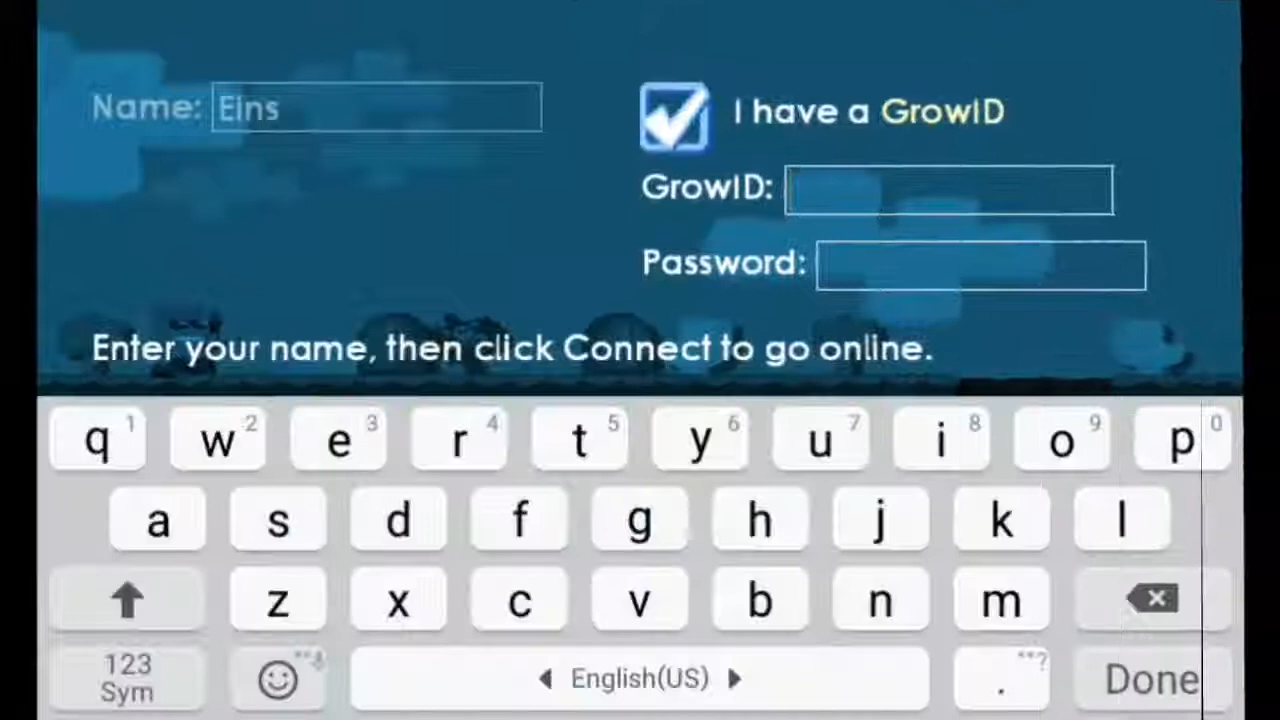 Name: Eins
I have a GrowID
GrowID:
Password:
Enter your name, then click Connect to go online.
q 1 w 2 e 3 r 4 t 5 y 6 u 7 i 8 o 9 p 0
a s d f g h j k l
z x c v b n m
123 Sym English(US) . ? Done